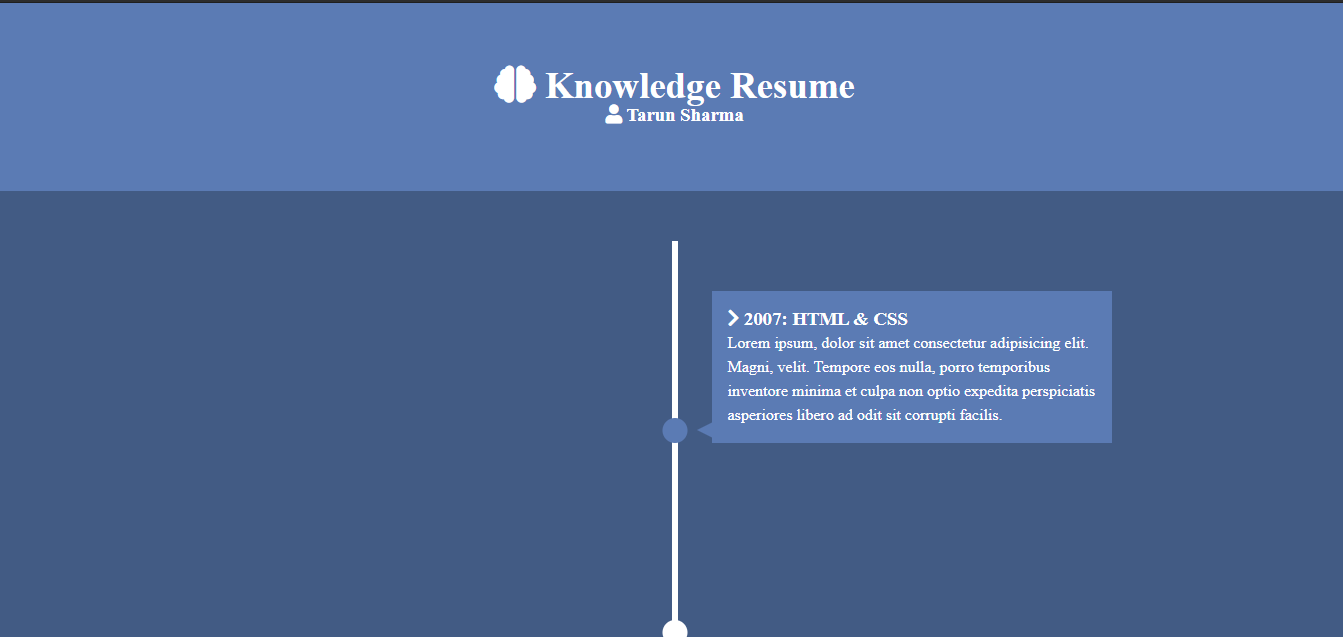 Knowledge Resume
Tarun Sharma
2007: HTML & CSS
Lorem ipsum, dolor sit amet consectetur adipisicing elit.
Magni, velit. Tempore eos nulla, porro temporibus
inventore minima et culpa non optio expedita perspiciatis
asperiores libero ad odit sit corrupti facilis.